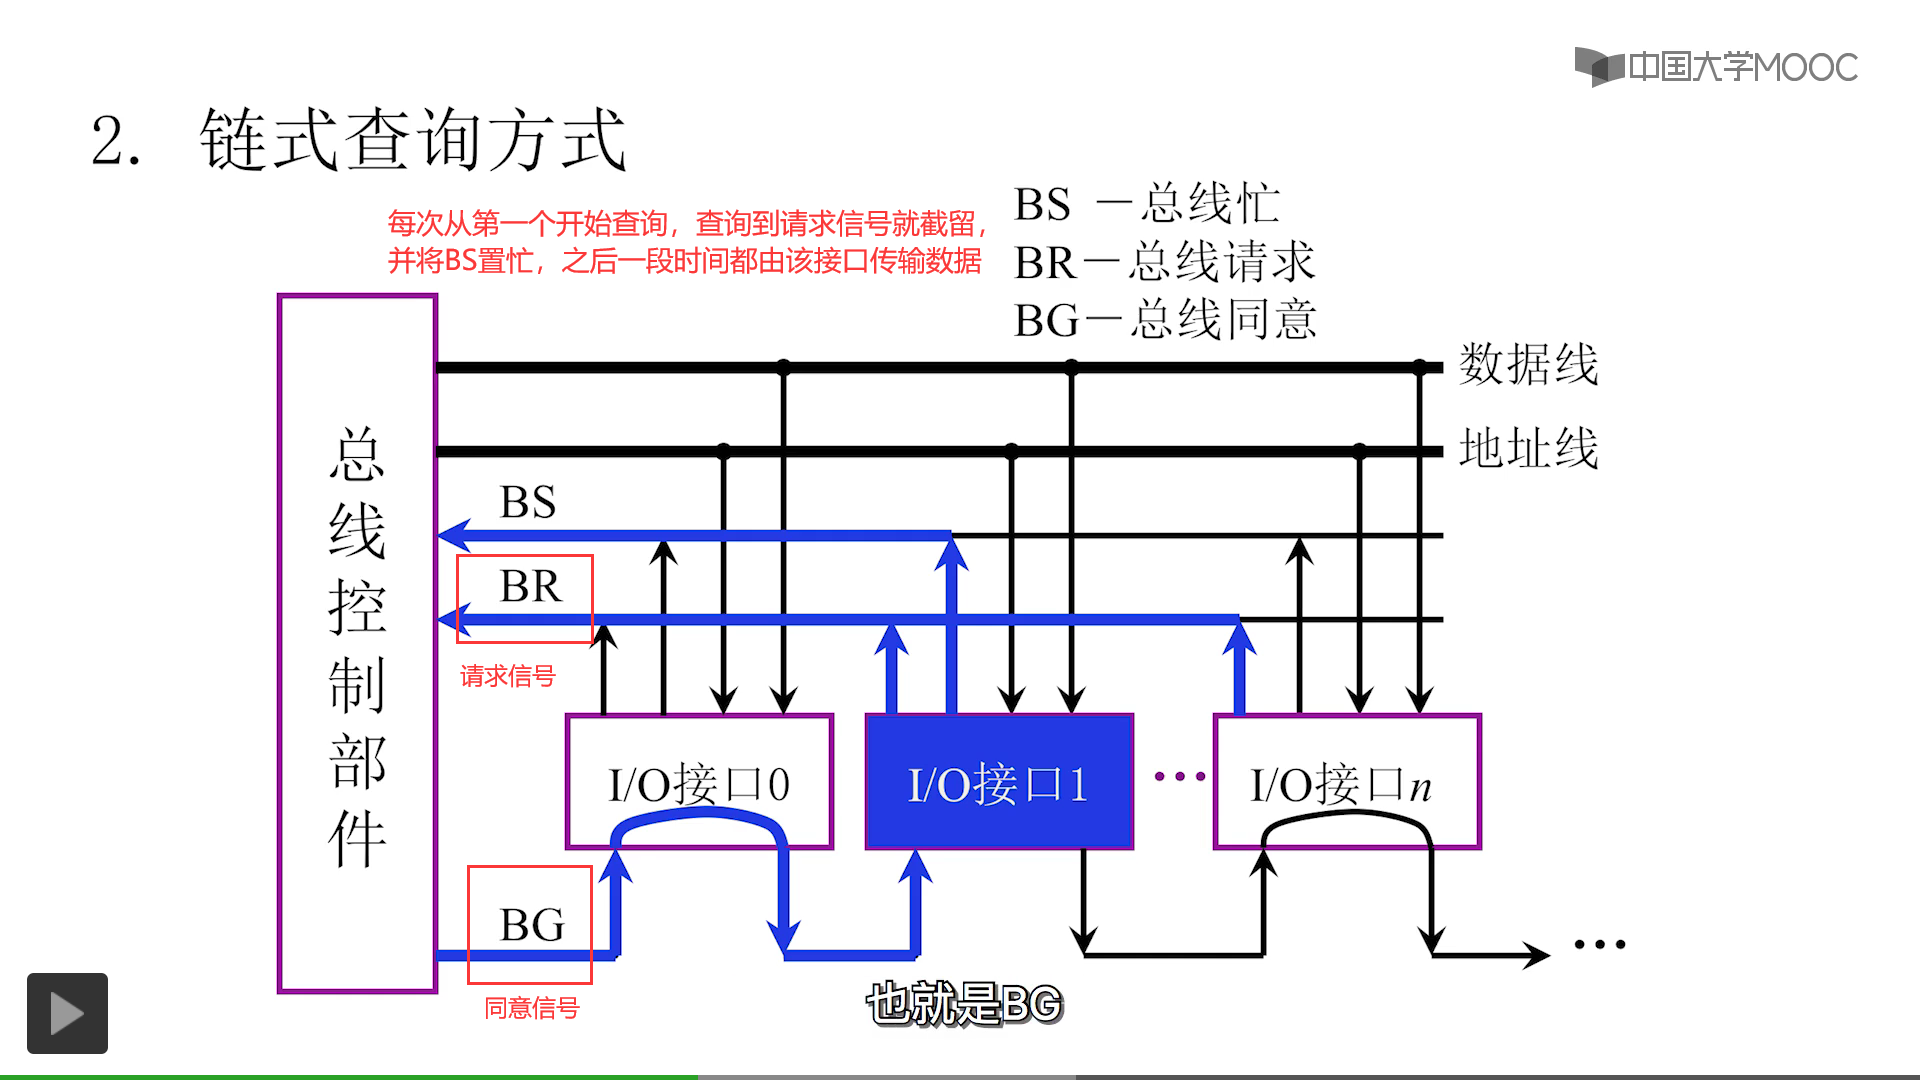 中国大学MOOC
2. 链式查询方式
每次从第一个开始查询，查询到请求信号就截留，
并将BS置忙，之后一段时间都由该接口传输数据
BS －总线忙
BR－总线请求
BG－总线同意
数据线
地址线
总线控制部件
BS
BR
请求信号
I/O接口0
I/O接口1
…
I/O接口n
BG
…
同意信号
也就是BG